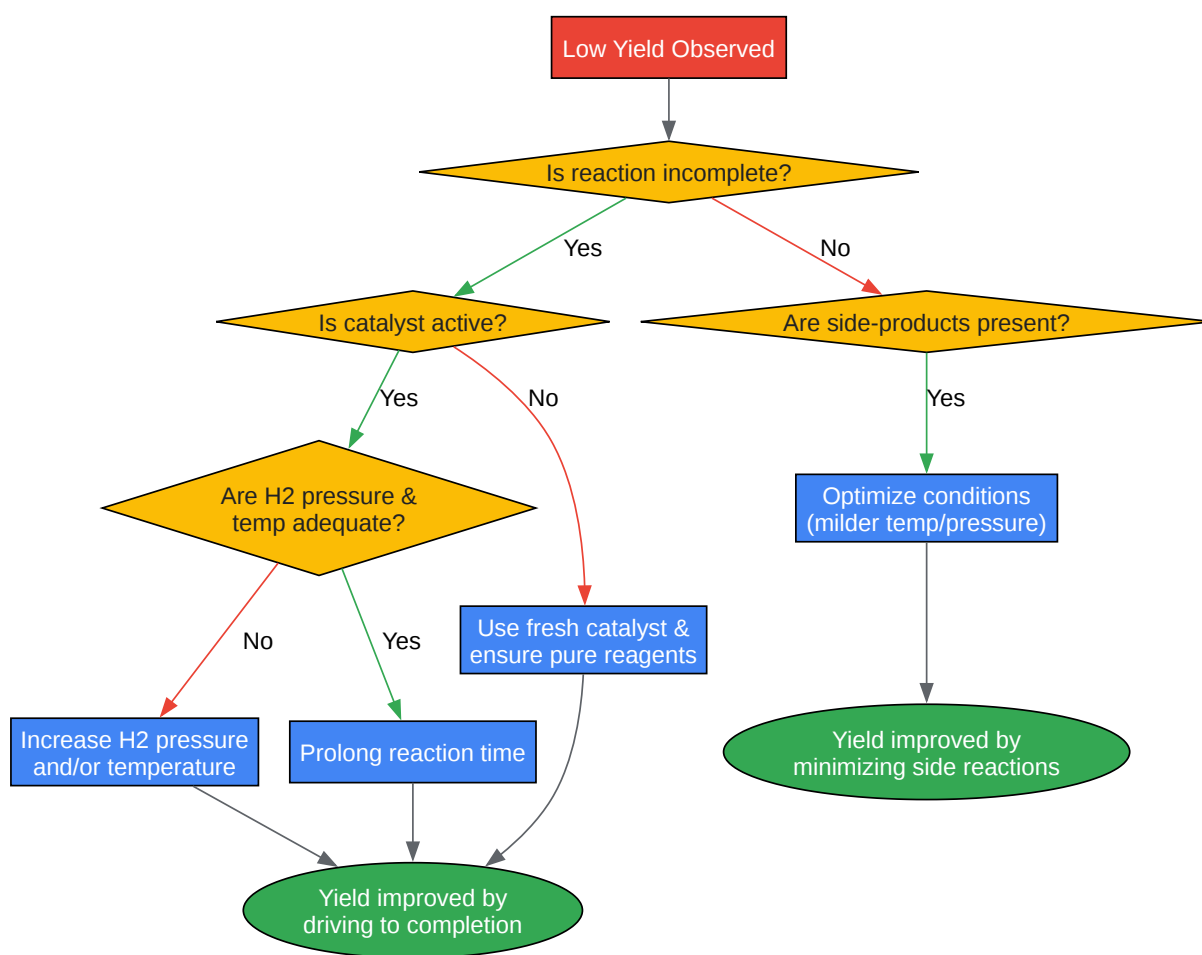 Low Yield Observed
Is reaction incomplete?
Yes
No
Is catalyst active?
Are side-products present?
Yes
No
Yes
Are H2 pressure &
temp adequate?
Optimize conditions
(milder temp/pressure)
No
Yes
Use fresh catalyst &
ensure pure reagents
Increase H2 pressure
and/or temperature
Prolong reaction time
Yield improved by
minimizing side reactions
Yield improved by
driving to completion